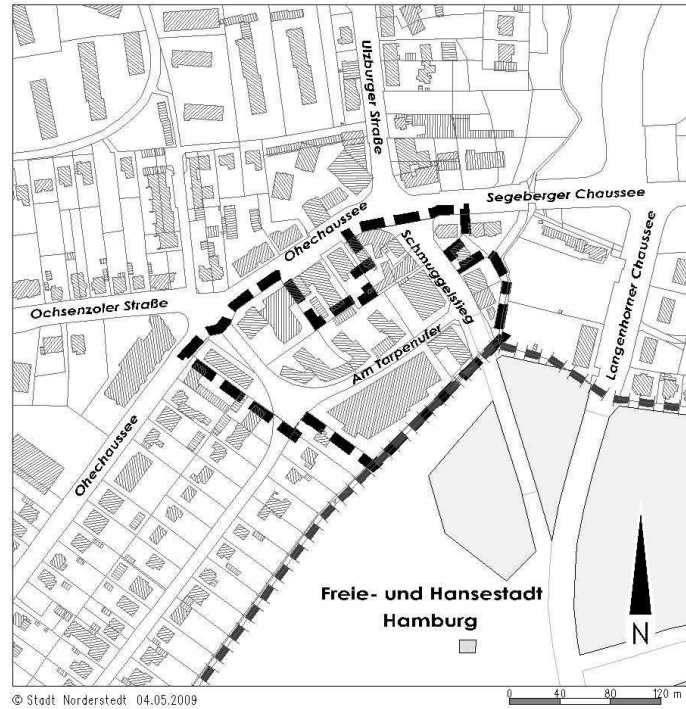 Ulzburger Straße
Segeberger Chaussee
Ohechaussee
Schmuggelstieg
Langenhorner Chaussee
Ochsenzoler Straße
Am Tarpenufer
Ohechaussee
Freie- und Hansestadt
Hamburg
N
© Stadt Norderstedt 04.05.2009
0 40 80 120 m